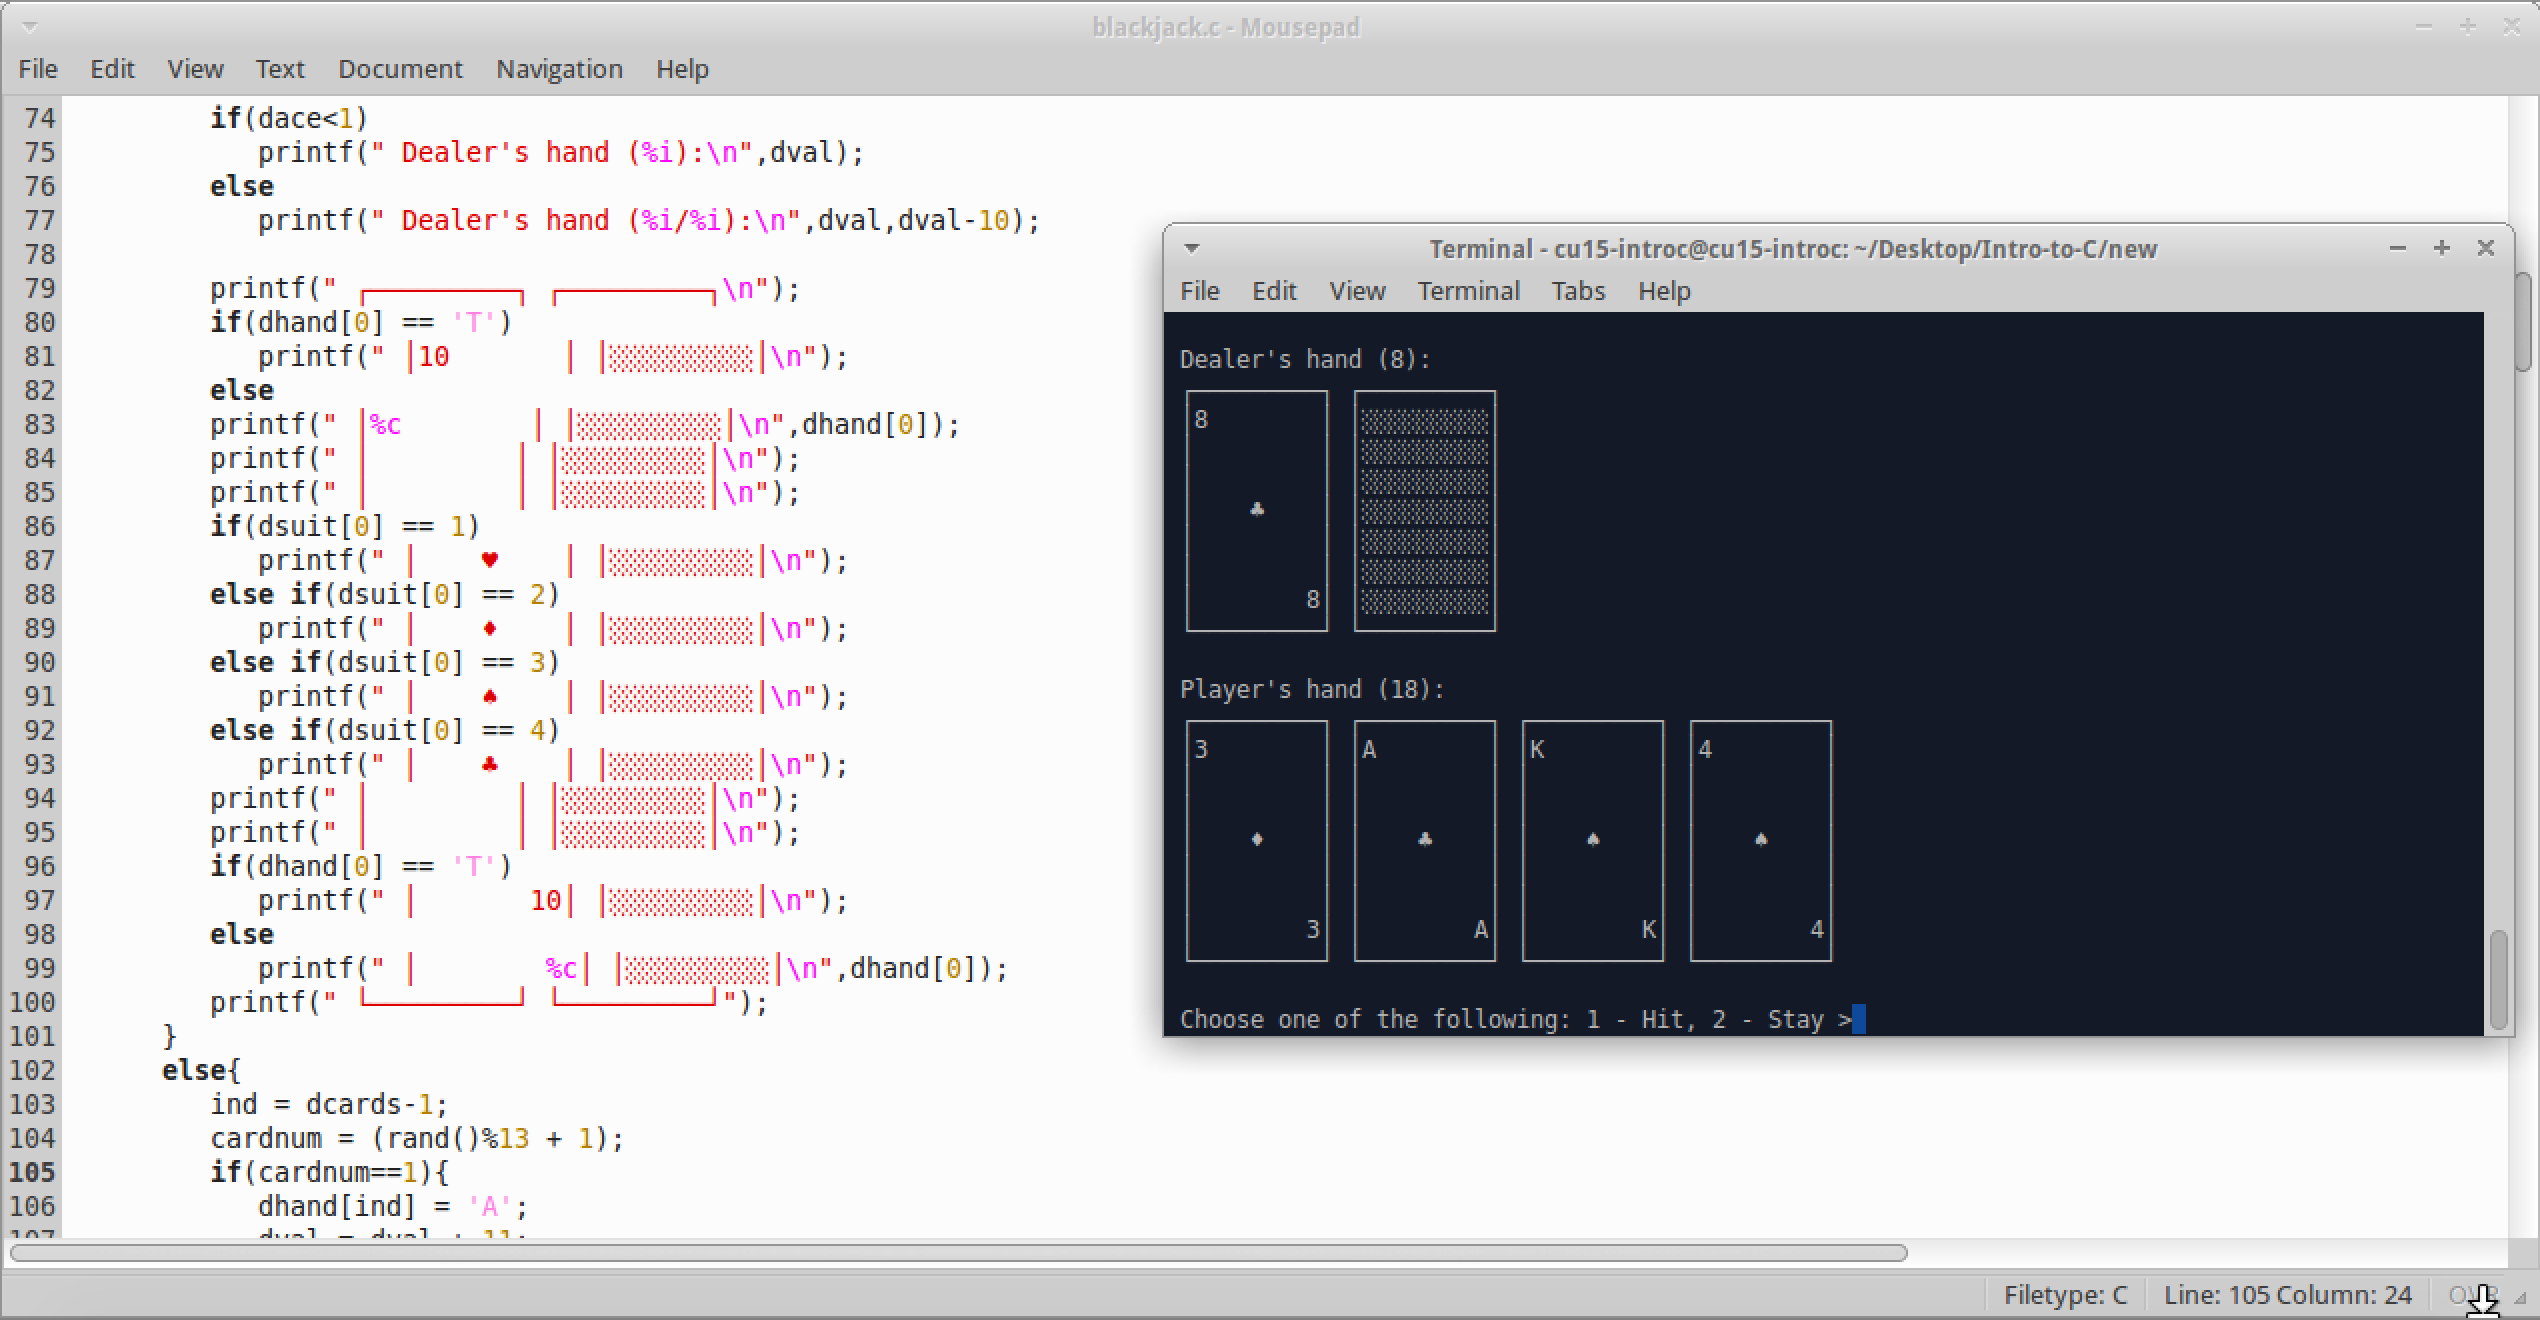 blackjack.c - Mousepad
File Edit View Text Document Navigation Help
74 if(dace<1)
75 printf(" Dealer's hand (%i):\n",dval);
76 else
77 printf(" Dealer's hand (%i/%i):\n",dval,dval-10);
78
79 printf(" ┌─────────┐ ┌─────────┐\n");
80 if(dhand[0] == 'T')
81 printf(" │10       │ │░░░░░░░░░│\n");
82 else
83 printf(" │%c        │ │░░░░░░░░░│\n",dhand[0]);
84 printf(" │         │ │░░░░░░░░░│\n");
85 printf(" │         │ │░░░░░░░░░│\n");
86 if(dsuit[0] == 1)
87 printf(" │    ♥    │ │░░░░░░░░░│\n");
88 else if(dsuit[0] == 2)
89 printf(" │    ♦    │ │░░░░░░░░░│\n");
90 else if(dsuit[0] == 3)
91 printf(" │    ♠    │ │░░░░░░░░░│\n");
92 else if(dsuit[0] == 4)
93 printf(" │    ♣    │ │░░░░░░░░░│\n");
94 printf(" │         │ │░░░░░░░░░│\n");
95 printf(" │         │ │░░░░░░░░░│\n");
96 if(dhand[0] == 'T')
97 printf(" │       10│ │░░░░░░░░░│\n");
98 else
99 printf(" │        %c│ │░░░░░░░░░│\n",dhand[0]);
100 printf(" └─────────┘ └─────────┘");
101 }
102 else{
103 ind = dcards-1;
104 cardnum = (rand()%13 + 1);
105 if(cardnum==1){
106 dhand[ind] = 'A';
107 dval = dval + 11;
Terminal - cu15-introc@cu15-introc: ~/Desktop/Intro-to-C/new
File Edit View Terminal Tabs Help
Dealer's hand (8):
8
♣
8
Player's hand (18):
3 A K 4
♦ ♣ ♠ ♠
3 A K 4
Choose one of the following: 1 - Hit, 2 - Stay >
Filetype: C Line: 105 Column: 24